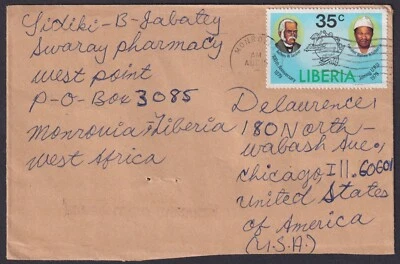 Sidiki-B-Jabatey
Swaray pharmacy
West point
P-O-Box 3085
Monrovia-Liberia
West Africa
35c
LIBERIA
Delaurence
180 North-
wabash Ave,
chicago, Ill. 60601
united States
of America
(U.S.A.)